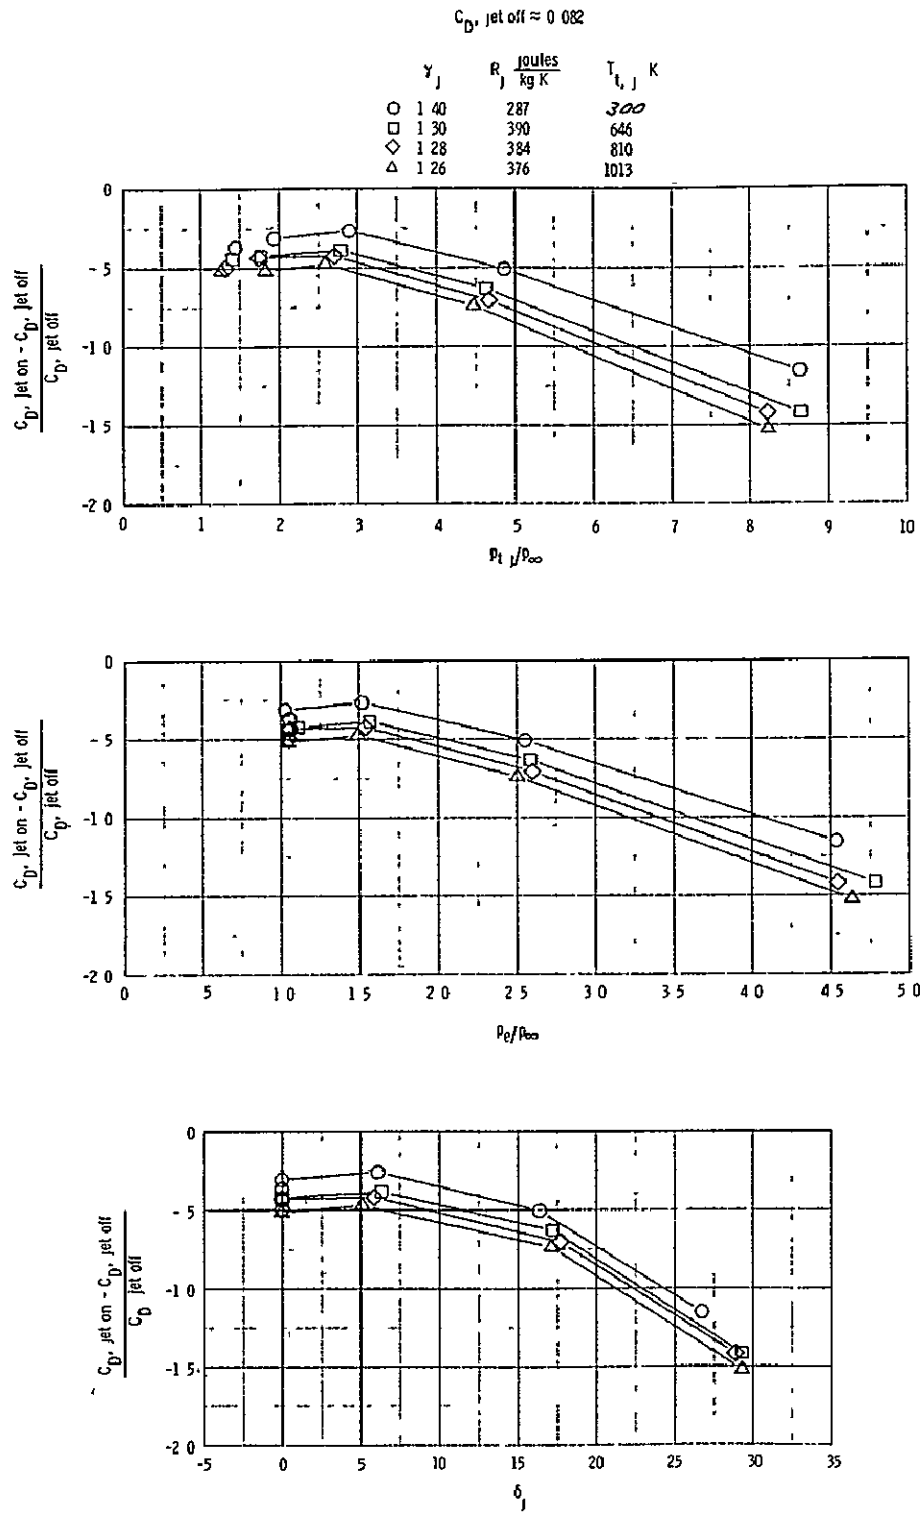 C_D, jet off ≈ 0 082
γ_j R_j joules/kg K T_t, j K
○ 1 40 287 300
□ 1 30 390 646
◇ 1 28 384 810
△ 1 26 376 1013
C_D, jet on - C_D, jet off
C_D, jet off
0
-5
-1 0
-1 5
-2 0
0 1 2 3 4 5 6 7 8 9 10
p_t j/p_∞
C_D, jet on - C_D, jet off
C_D, jet off
0
-5
-1 0
-1 5
-2 0
0 5 1 0 1 5 2 0 2 5 3 0 3 5 4 0 4 5 5 0
p_e/p_∞
C_D, jet on - C_D, jet off
C_D jet off
0
-5
-1 0
-1 5
-2 0
-5 0 5 10 15 20 25 30 35
δ_j